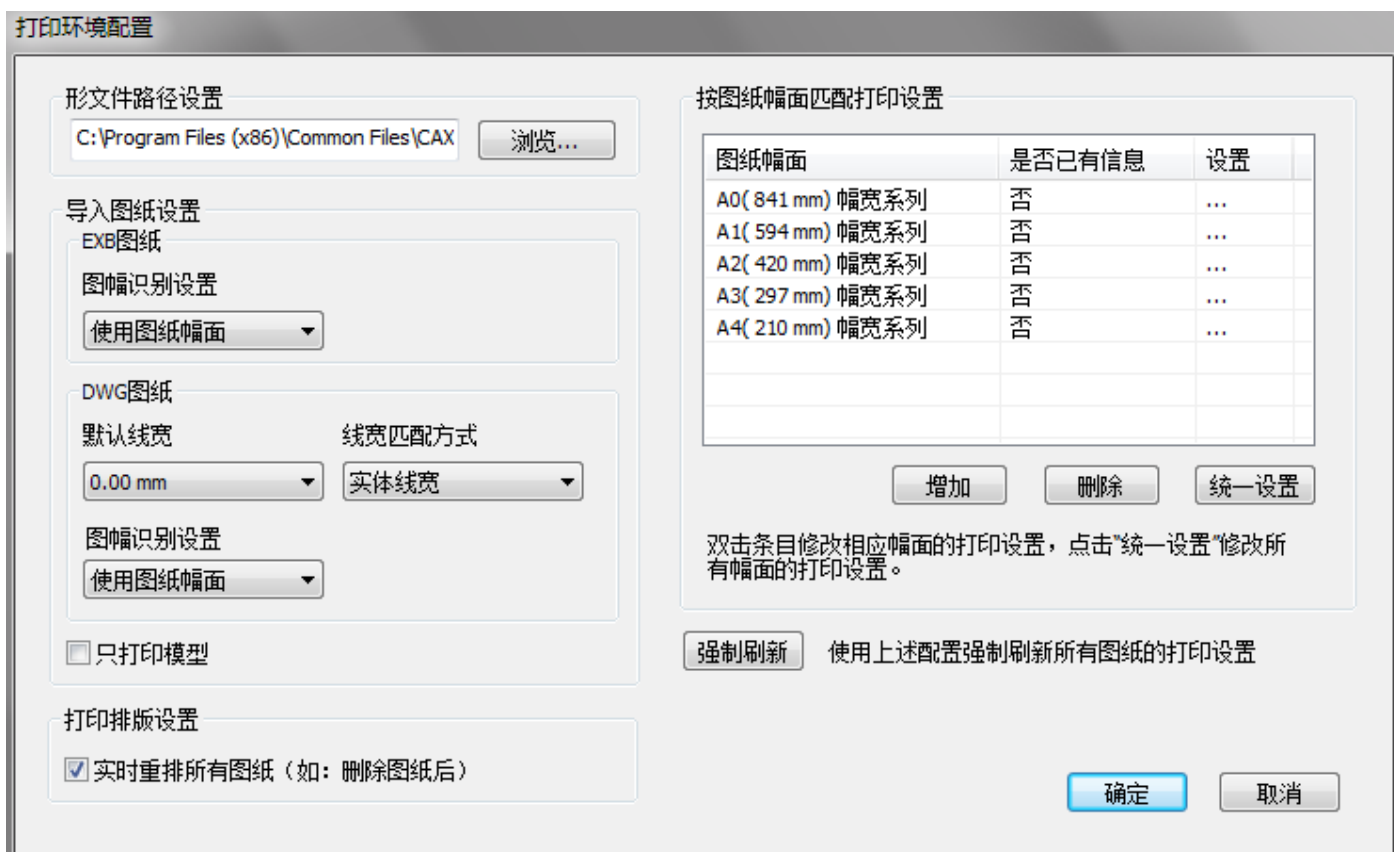 打印环境配置
形文件路径设置
C:\Program Files (x86)\Common Files\CAX
浏览...
导入图纸设置
EXB图纸
图幅识别设置
使用图纸幅面
DWG图纸
默认线宽 线宽匹配方式
0.00 mm 实体线宽
图幅识别设置
使用图纸幅面
只打印模型
打印排版设置
实时重排所有图纸（如：删除图纸后）
按图纸幅面匹配打印设置
图纸幅面 是否已有信息 设置
A0( 841 mm) 幅宽系列 否 ...
A1( 594 mm) 幅宽系列 否 ...
A2( 420 mm) 幅宽系列 否 ...
A3( 297 mm) 幅宽系列 否 ...
A4( 210 mm) 幅宽系列 否 ...
增加 删除 统一设置
双击条目修改相应幅面的打印设置，点击"统一设置"修改所
有幅面的打印设置。
强制刷新 使用上述配置强制刷新所有图纸的打印设置
确定 取消